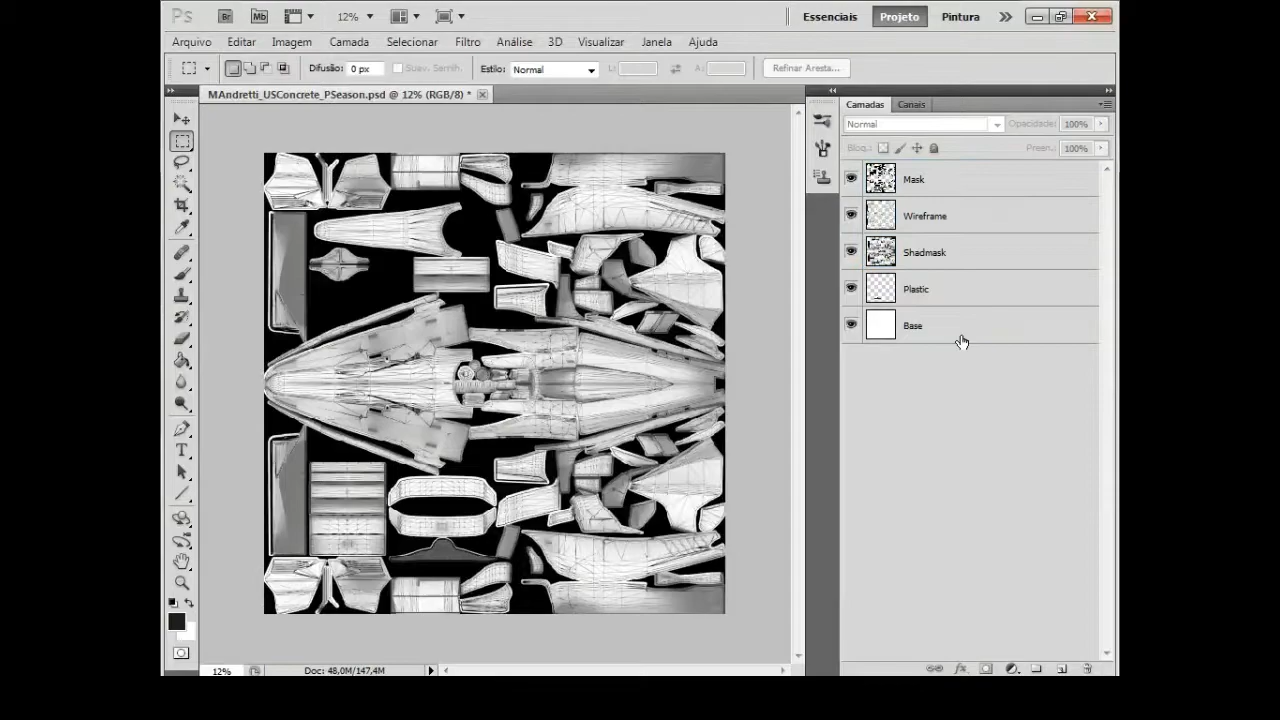 Ps Br Mb 12% Essenciais Projeto Pintura
Arquivo Editar Imagem Camada Selecionar Filtro Análise 3D Visualizar Janela Ajuda
Difusão: 0 px Suav. Serrilh. Estilo: Normal L: A: Refinar Aresta...
MAndretti_USConcrete_PSeason.psd @ 12% (RGB/8) *
Camadas Canais
Normal Opacidade: 100%
Bloq.: Preen.: 100%
Mask
Wireframe
Shadmask
Plastic
Base
12% Doc: 48,0M/147,4M